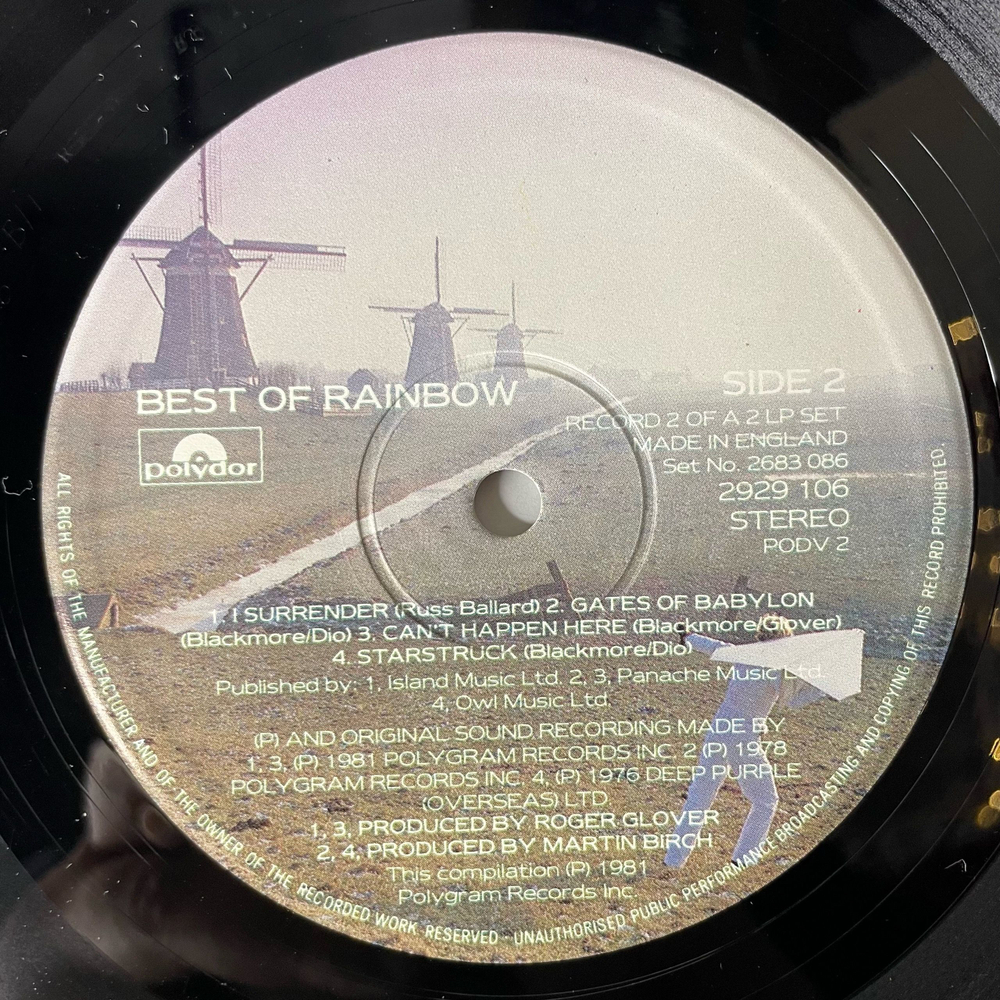 BEST OF RAINBOW
polydor
SIDE 2
RECORD 2 OF A 2 LP SET
MADE IN ENGLAND
Set No. 2683 086
2929 106
STEREO
PODV 2
1. I SURRENDER (Russ Ballard) 2. GATES OF BABYLON
(Blackmore/Dio) 3. CAN'T HAPPEN HERE (Blackmore/Glover)
4. STARSTRUCK (Blackmore/Dio)
Published by: 1, Island Music Ltd. 2, 3, Panache Music Ltd.
4, Owl Music Ltd.
(P) AND ORIGINAL SOUND RECORDING MADE BY
1, 3, (P) 1981 POLYGRAM RECORDS INC. 2 (P) 1978
POLYGRAM RECORDS INC. 4, (P) 1976 DEEP PURPLE
(OVERSEAS) LTD.
1, 3, PRODUCED BY ROGER GLOVER
2, 4, PRODUCED BY MARTIN BIRCH
This compilation (P) 1981
Polygram Records Inc.
ALL RIGHTS OF THE MANUFACTURER AND OF THE OWNER OF THE RECORDED WORK RESERVED · UNAUTHORISED PUBLIC PERFORMANCE BROADCASTING AND COPYING OF THIS RECORD PROHIBITED.